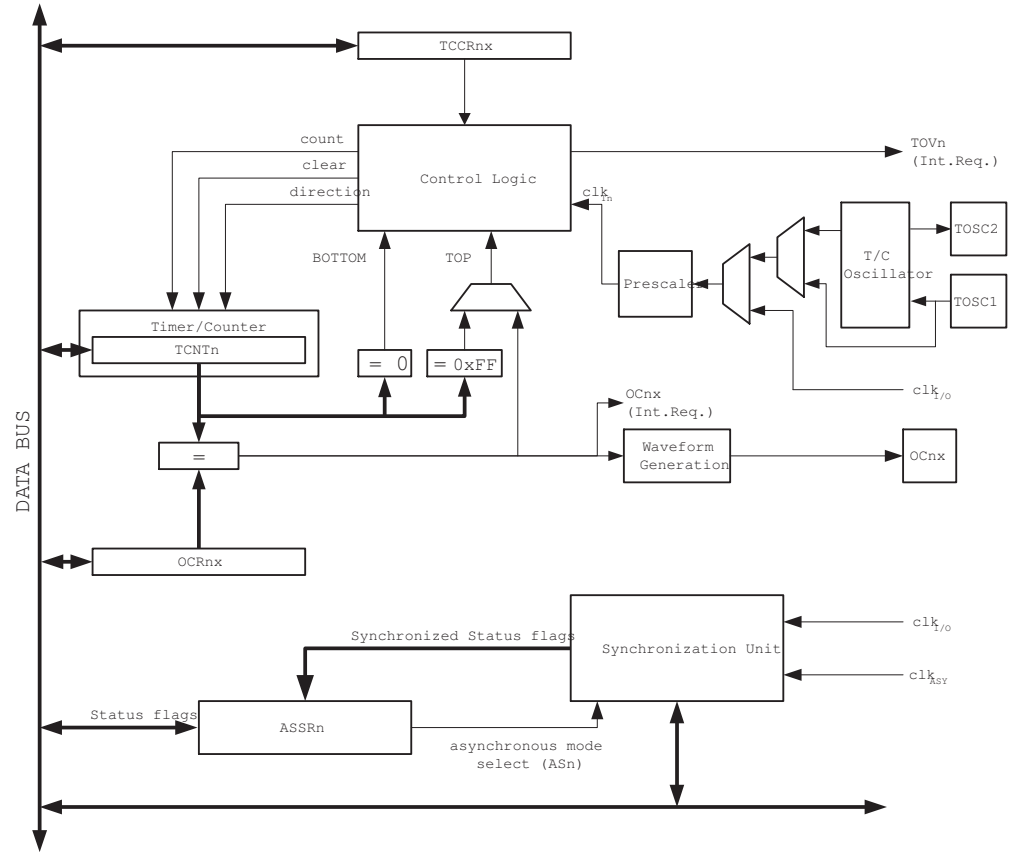 TCCRnx
count
clear
direction
Control Logic
TOVn
(Int.Req.)
clkTn
BOTTOM
TOP
Prescaler
T/C
Oscillator
TOSC2
TOSC1
clkI/O
Timer/Counter
TCNTn
= 0
= 0xFF
OCnx
(Int.Req.)
=
Waveform
Generation
OCnx
DATA BUS
OCRnx
Synchronized Status flags
Synchronization Unit
clkI/O
clkASY
Status flags
ASSRn
asynchronous mode
select (ASn)